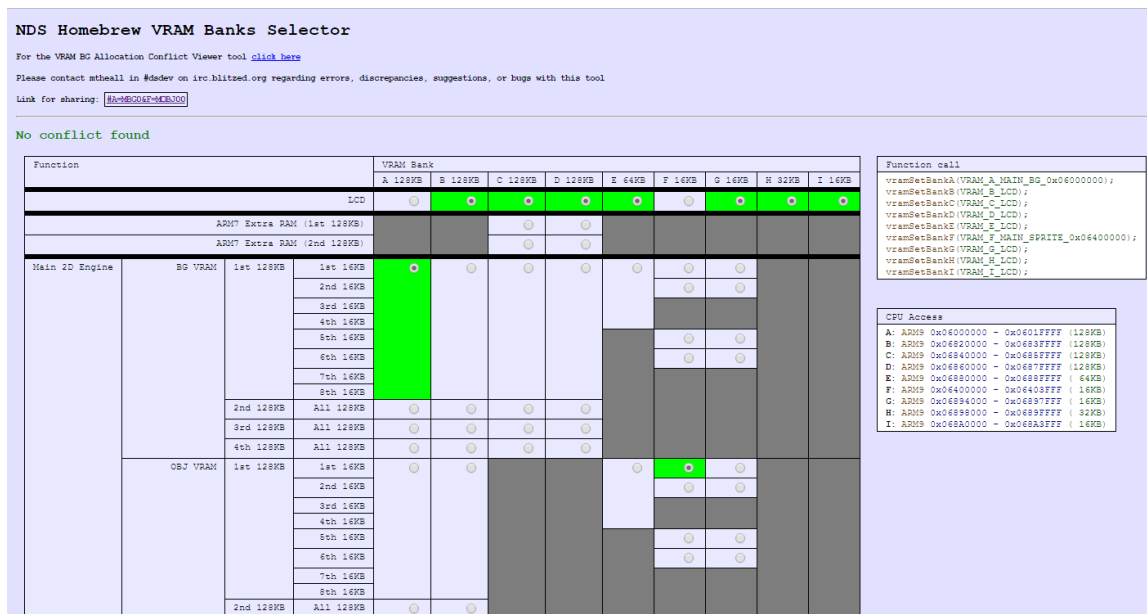 NDS Homebrew VRAM Banks Selector
For the VRAM BG Allocation Conflict Viewer tool click here
Please contact mtheall in #dsdev on irc.blitzed.org regarding errors, discrepancies, suggestions, or bugs with this tool
Link for sharing: #A=MBG0&F=MOBJ00
No conflict found
Function VRAM Bank
A 128KB B 128KB C 128KB D 128KB E 64KB F 16KB G 16KB H 32KB I 16KB
LCD
ARM7 Extra RAM (1st 128KB)
ARM7 Extra RAM (2nd 128KB)
Main 2D Engine BG VRAM 1st 128KB 1st 16KB
2nd 16KB
3rd 16KB
4th 16KB
5th 16KB
6th 16KB
7th 16KB
8th 16KB
2nd 128KB All 128KB
3rd 128KB All 128KB
4th 128KB All 128KB
OBJ VRAM 1st 128KB 1st 16KB
2nd 16KB
3rd 16KB
4th 16KB
5th 16KB
6th 16KB
7th 16KB
8th 16KB
2nd 128KB All 128KB
Function call
vramSetBankA(VRAM_A_MAIN_BG_0x06000000);
vramSetBankB(VRAM_B_LCD);
vramSetBankC(VRAM_C_LCD);
vramSetBankD(VRAM_D_LCD);
vramSetBankE(VRAM_E_LCD);
vramSetBankF(VRAM_F_MAIN_SPRITE_0x06400000);
vramSetBankG(VRAM_G_LCD);
vramSetBankH(VRAM_H_LCD);
vramSetBankI(VRAM_I_LCD);
CPU Access
A: ARM9 0x06000000 - 0x0601FFFF (128KB)
B: ARM9 0x06820000 - 0x0683FFFF (128KB)
C: ARM9 0x06840000 - 0x0685FFFF (128KB)
D: ARM9 0x06860000 - 0x0687FFFF (128KB)
E: ARM9 0x06880000 - 0x0688FFFF ( 64KB)
F: ARM9 0x06400000 - 0x06403FFF ( 16KB)
G: ARM9 0x06894000 - 0x06897FFF ( 16KB)
H: ARM9 0x06898000 - 0x0689FFFF ( 32KB)
I: ARM9 0x068A0000 - 0x068A3FFF ( 16KB)